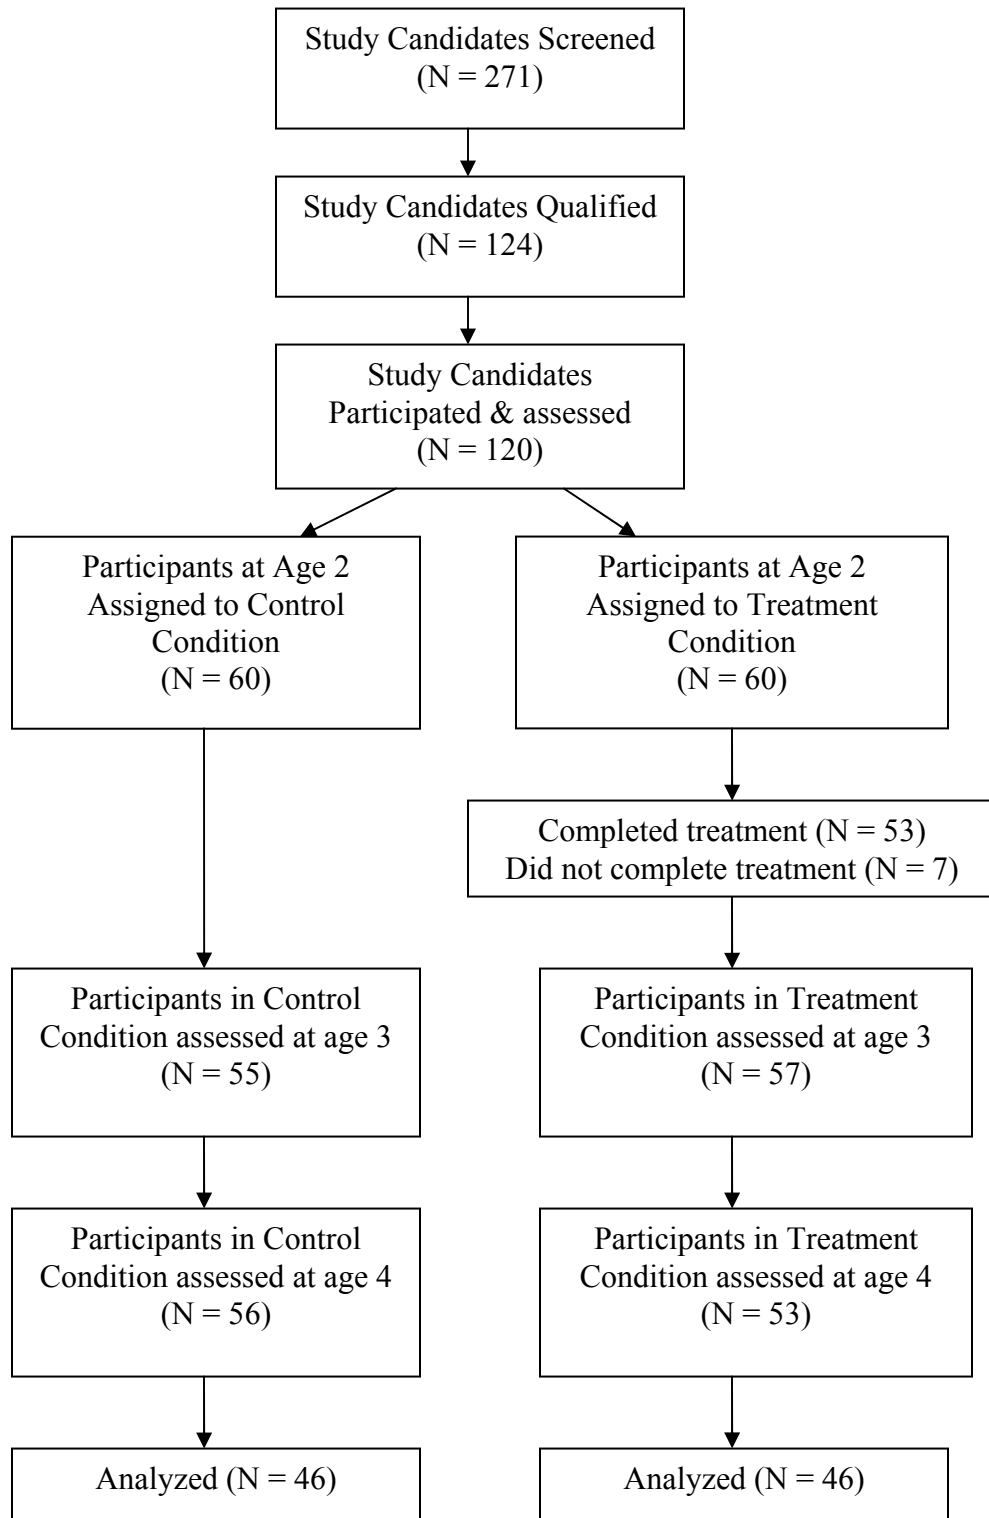 Study Candidates Screened
(N = 271)
Study Candidates Qualified
(N = 124)
Study Candidates
Participated & assessed
(N = 120)
Participants at Age 2
Assigned to Control
Condition
(N = 60)
Participants at Age 2
Assigned to Treatment
Condition
(N = 60)
Completed treatment (N = 53)
Did not complete treatment (N = 7)
Participants in Control
Condition assessed at age 3
(N = 55)
Participants in Treatment
Condition assessed at age 3
(N = 57)
Participants in Control
Condition assessed at age 4
(N = 56)
Participants in Treatment
Condition assessed at age 4
(N = 53)
Analyzed (N = 46)
Analyzed (N = 46)